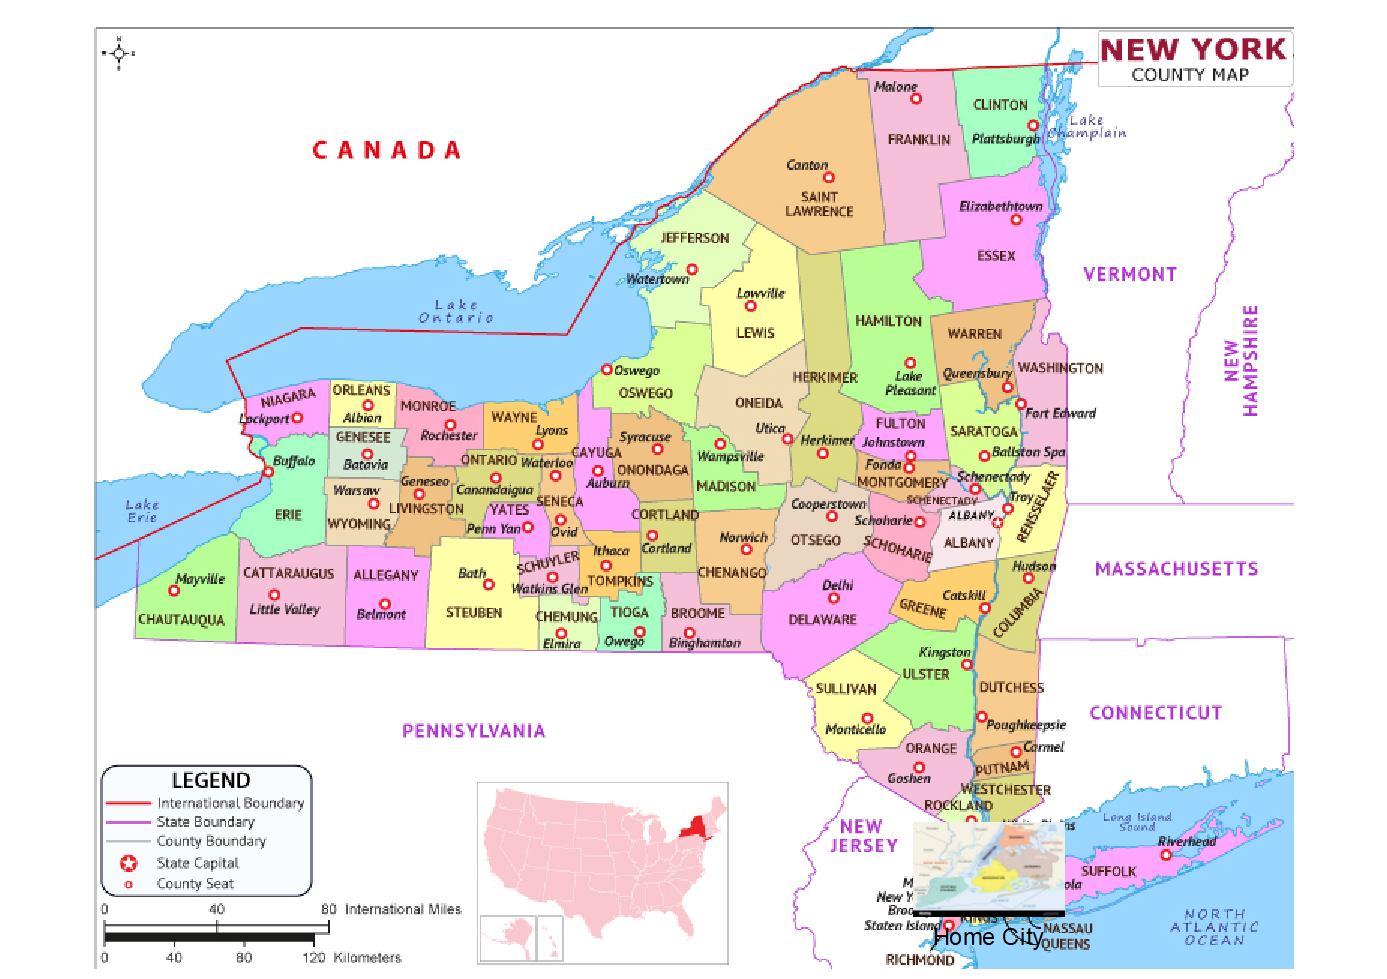 N
NEW YORK
COUNTY MAP
CANADA
Malone
CLINTON
Plattsburgh
Lake
Champlain
FRANKLIN
Canton
SAINT
LAWRENCE
Elizabethtown
ESSEX
JEFFERSON
Watertown
VERMONT
NEW
HAMPSHIRE
Lake
Ontario
Lowville
LEWIS
HAMILTON
Lake
Pleasant
WARREN
Queensbury
WASHINGTON
Fort Edward
Oswego
OSWEGO
HERKIMER
Herkimer
ONEIDA
Utica
NIAGARA
Lockport
ORLEANS
Albion
MONROE
Rochester
WAYNE
Lyons
GENESEE
Batavia
FULTON
Johnstown
SARATOGA
Ballston Spa
Syracuse
ONONDAGA
Wampsville
MADISON
CAYUGA
Auburn
Buffalo
ERIE
ONTARIO
Canandaigua
Waterloo
SENECA
Ovid
Fonda
MONTGOMERY
Schenectady
SCHENECTADY
Troy
RENSSELAER
Warsaw
WYOMING
Geneseo
LIVINGSTON
YATES
Penn Yan
CORTLAND
Cortland
Cooperstown
OTSEGO
Schoharie
SCHOHARIE
ALBANY
ALBANY
Lake
Erie
Norwich
CHENANGO
Ithaca
TOMPKINS
SCHUYLER
Watkins Glen
MASSACHUSETTS
Mayville
CHAUTAUQUA
CATTARAUGUS
Little Valley
ALLEGANY
Belmont
Bath
STEUBEN
CHEMUNG
Elmira
TIOGA
Owego
BROOME
Binghamton
Delhi
DELAWARE
GREENE
Catskill
Hudson
COLUMBIA
Kingston
ULSTER
SULLIVAN
Monticello
DUTCHESS
Poughkeepsie
PENNSYLVANIA
CONNECTICUT
ORANGE
Goshen
Carmel
PUTNAM
WESTCHESTER
ROCKLAND
NEW
JERSEY
Long Island
Sound
Riverhead
SUFFOLK
ola
New Y
Broo
Staten Island
KINGS
Home City
NASSAU
QUEENS
RICHMOND
NORTH
ATLANTIC
OCEAN
LEGEND
International Boundary
State Boundary
County Boundary
State Capital
County Seat
0 40 80 International Miles
0 40 80 120 Kilometers